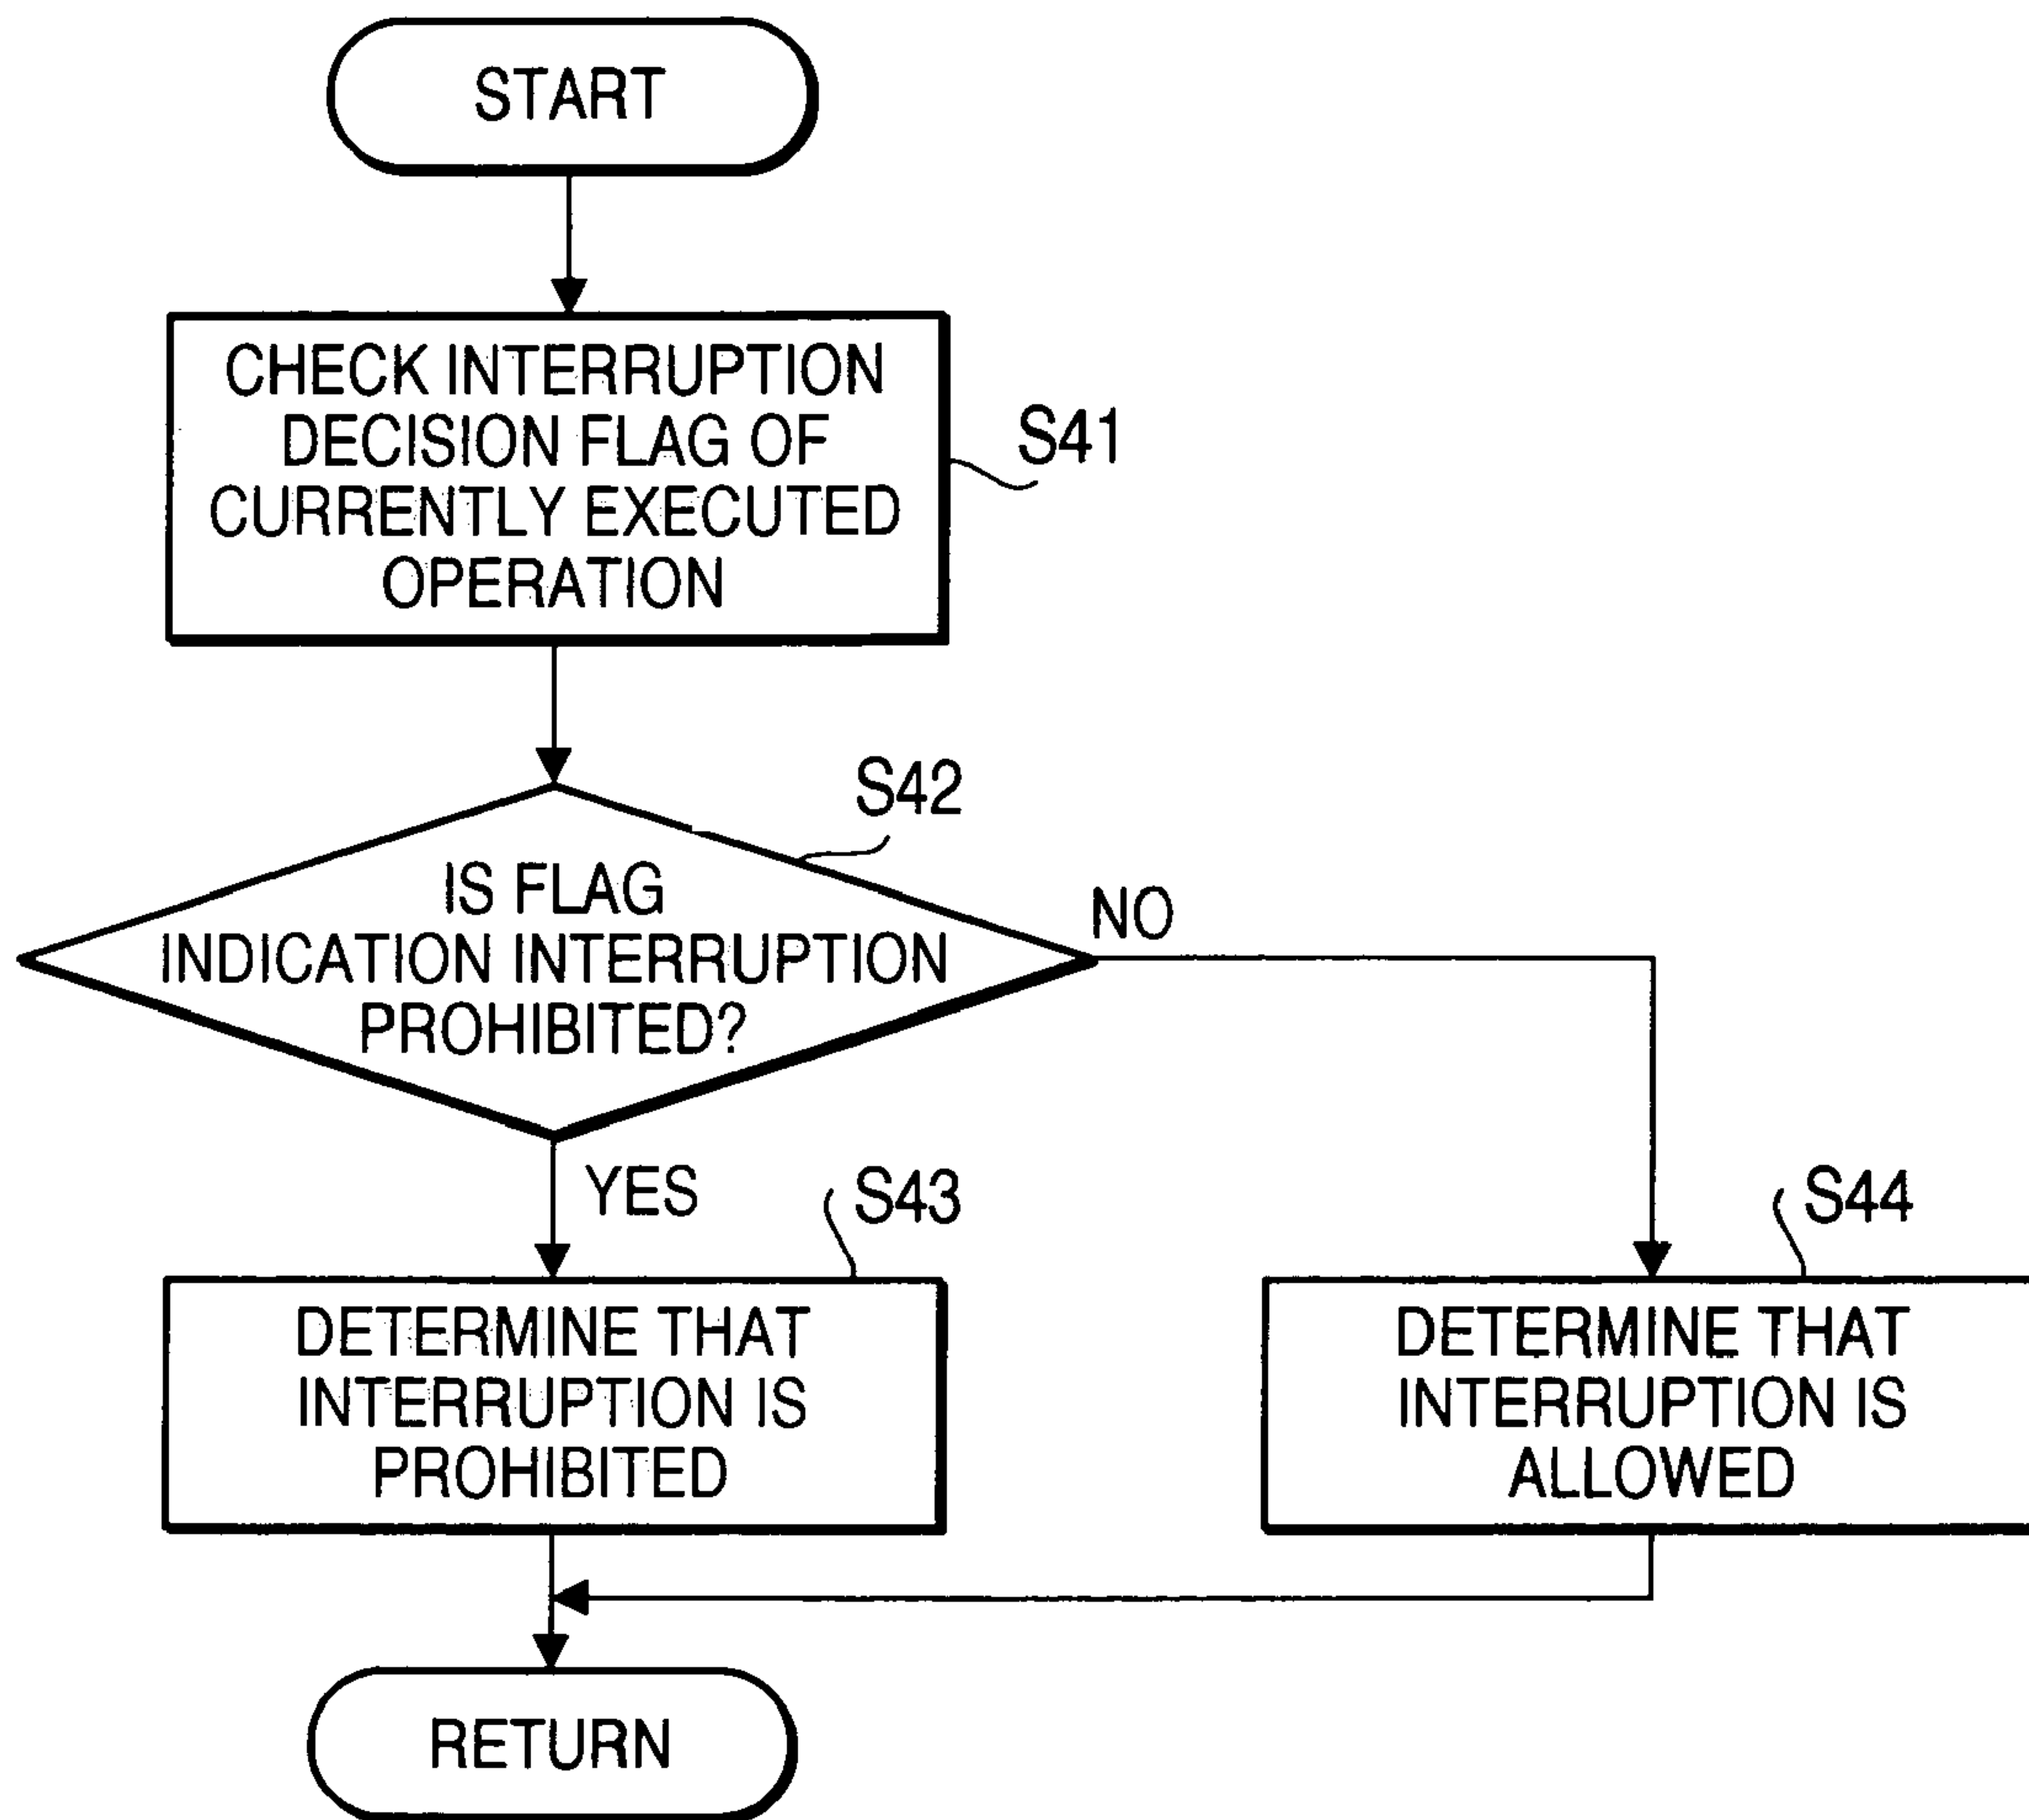 START
CHECK INTERRUPTION
DECISION FLAG OF
CURRENTLY EXECUTED
OPERATION
S41
S42
IS FLAG
INDICATION INTERRUPTION
PROHIBITED?
NO
YES
S43
DETERMINE THAT
INTERRUPTION IS
PROHIBITED
S44
DETERMINE THAT
INTERRUPTION IS
ALLOWED
RETURN